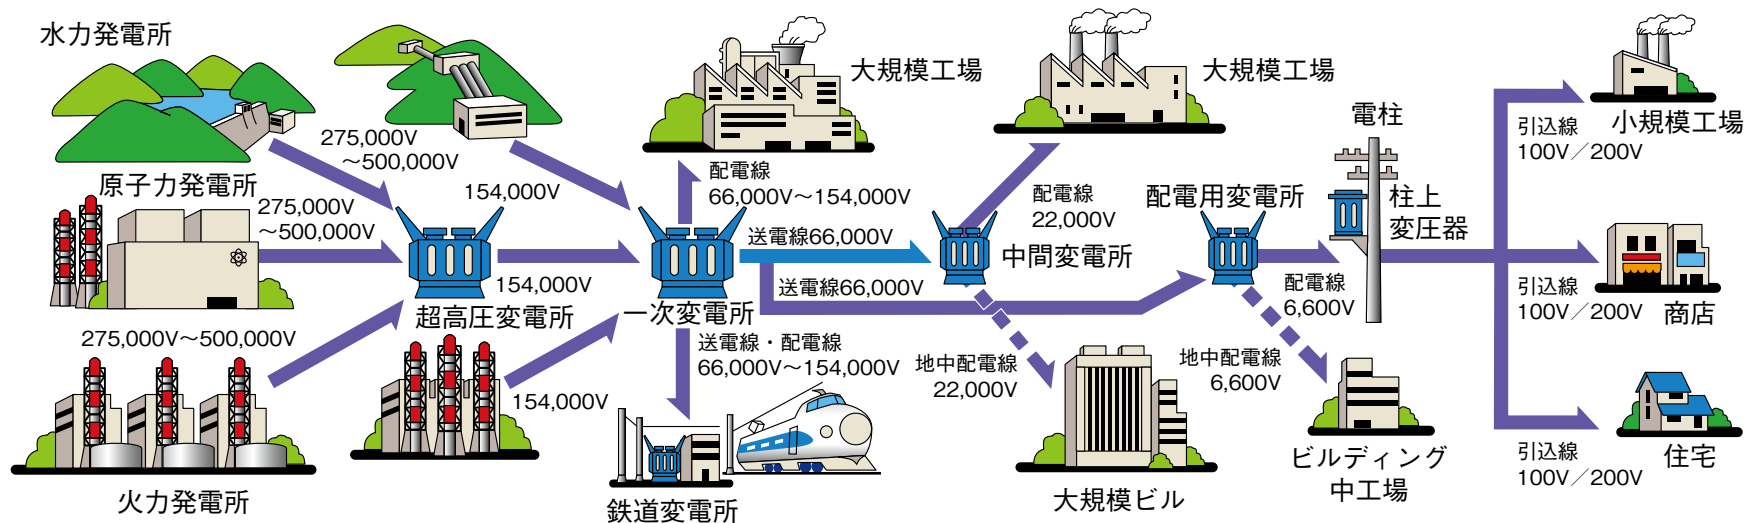 水力発電所
275,000V
～500,000V
原子力発電所
275,000V
～500,000V
275,000V～500,000V
火力発電所
154,000V
154,000V
超高圧変電所
154,000V
大規模工場
配電線
66,000V～154,000V
一次変電所
送電線・配電線
66,000V～154,000V
鉄道変電所
送電線66,000V
送電線66,000V
大規模工場
配電線
22,000V
中間変電所
地中配電線
22,000V
大規模ビル
配電用変電所
配電線
6,600V
地中配電線
6,600V
ビルディング
中工場
電柱
柱上
変圧器
引込線
100V／200V
小規模工場
引込線
100V／200V
商店
引込線
100V／200V
住宅